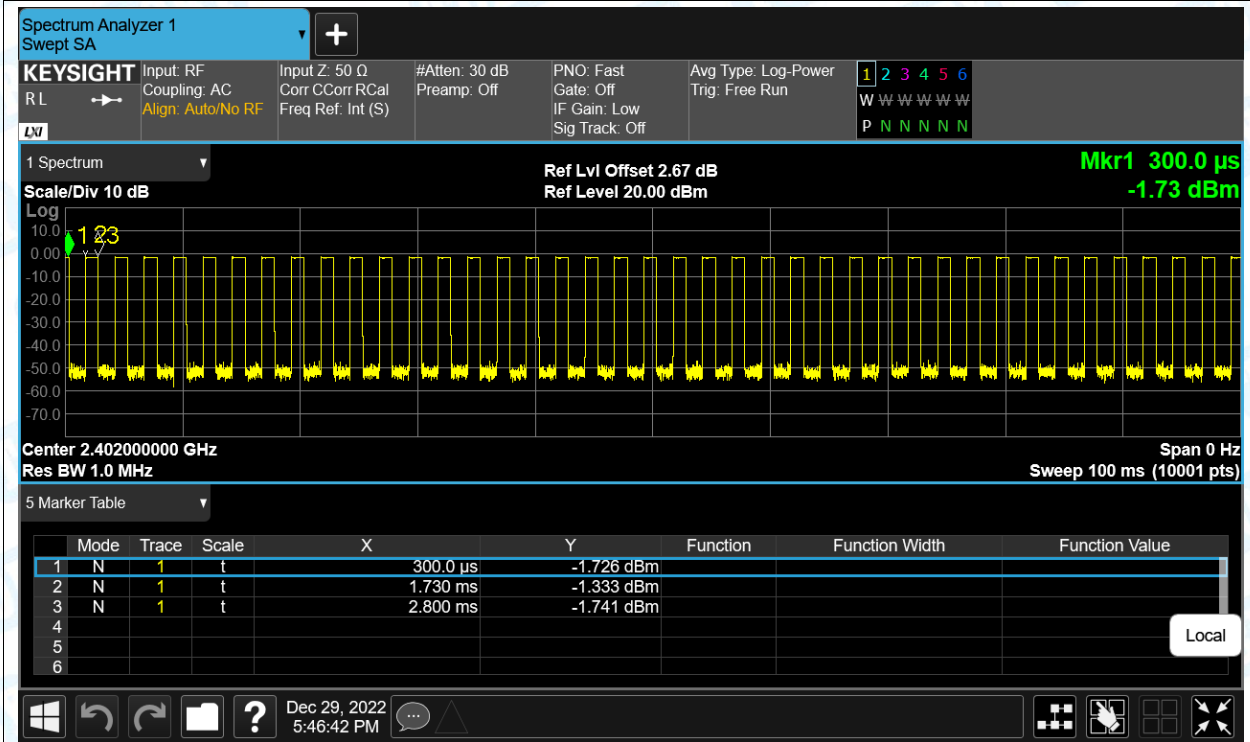 Spectrum Analyzer 1
Swept SA
+
KEYSIGHT Input: RF Input Z: 50 Ω #Atten: 30 dB PNO: Fast Avg Type: Log-Power 1 2 3 4 5 6
R L Coupling: AC Corr CCorr RCal Preamp: Off Gate: Off Trig: Free Run W W W W W W
Align: Auto/No RF Freq Ref: Int (S) IF Gain: Low
LXI Sig Track: Off P N N N N N
1 Spectrum Ref Lvl Offset 2.67 dB Mkr1 300.0 µs
Scale/Div 10 dB Ref Level 20.00 dBm -1.73 dBm
Log
10.0 1 2 3
0.00
-10.0
-20.0
-30.0
-40.0
-50.0
-60.0
-70.0
Center 2.402000000 GHz Span 0 Hz
Res BW 1.0 MHz Sweep 100 ms (10001 pts)
5 Marker Table
Mode Trace Scale X Y Function Function Width Function Value
1 N 1 t 300.0 µs -1.726 dBm
2 N 1 t 1.730 ms -1.333 dBm
3 N 1 t 2.800 ms -1.741 dBm
4
5
6
Local
? Dec 29, 2022
5:46:42 PM